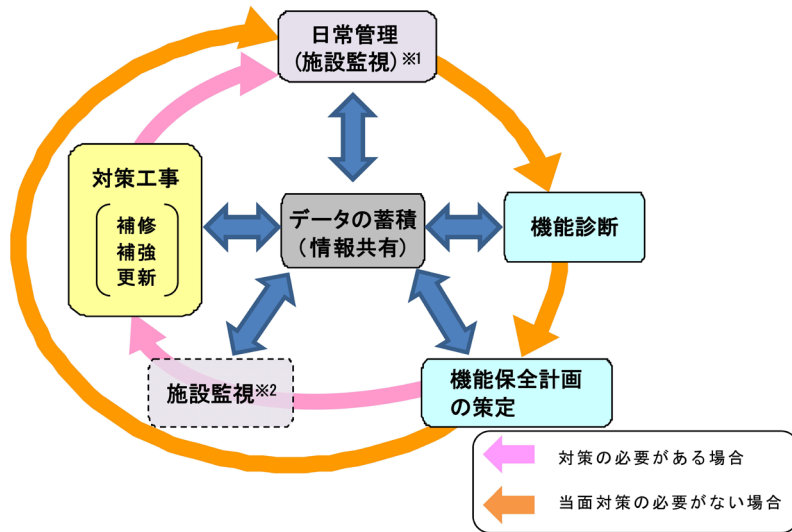 日常管理
(施設監視)※1
対策工事
補修
補強
更新
データの蓄積
(情報共有)
機能診断
施設監視※2
機能保全計画
の策定
対策の必要がある場合
当面対策の必要がない場合